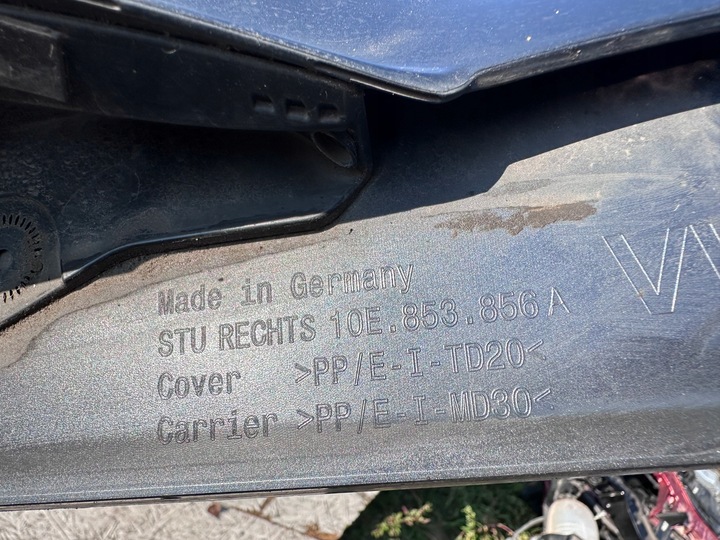 Made in Germany
STU RECHTS 10E.853.856 A
Cover >PP/E-I-TD20<
Carrier >PP/E-I-MD30<